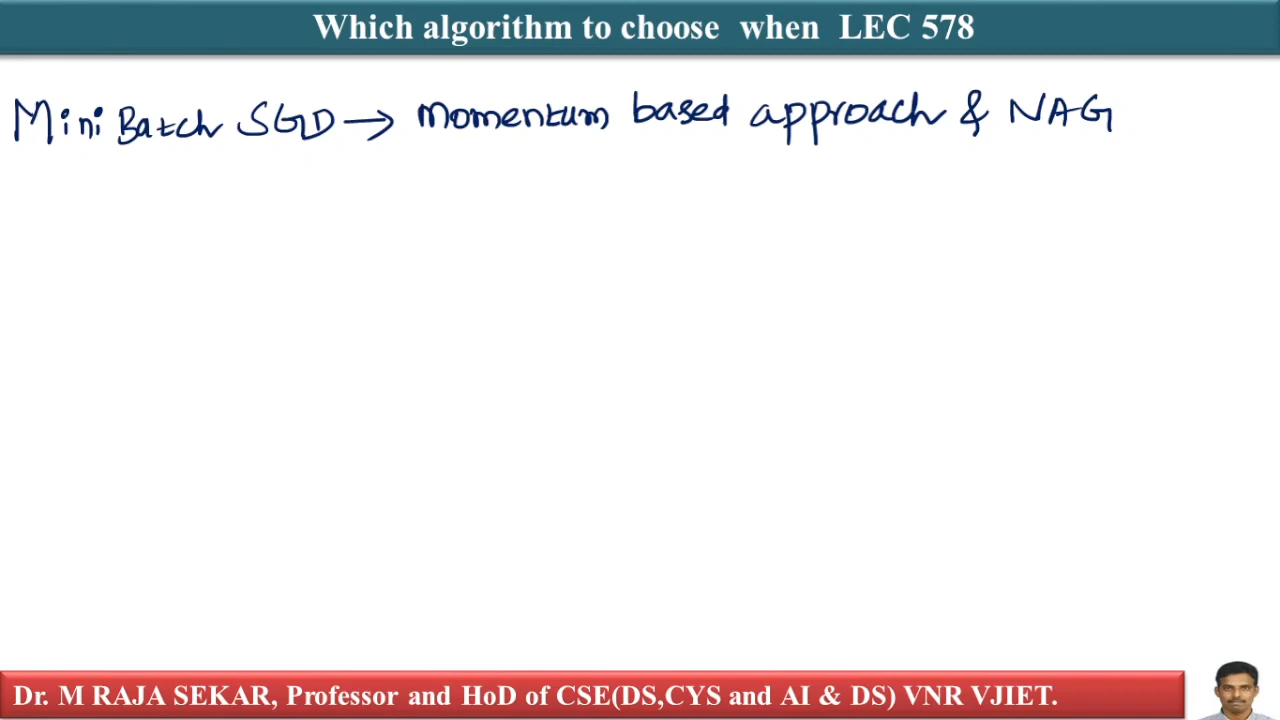 Which algorithm to choose when LEC 578
Mini Batch SGD → momentum based approach & NAG
Dr. M RAJA SEKAR, Professor and HoD of CSE(DS,CYS and AI & DS) VNR VJIET.